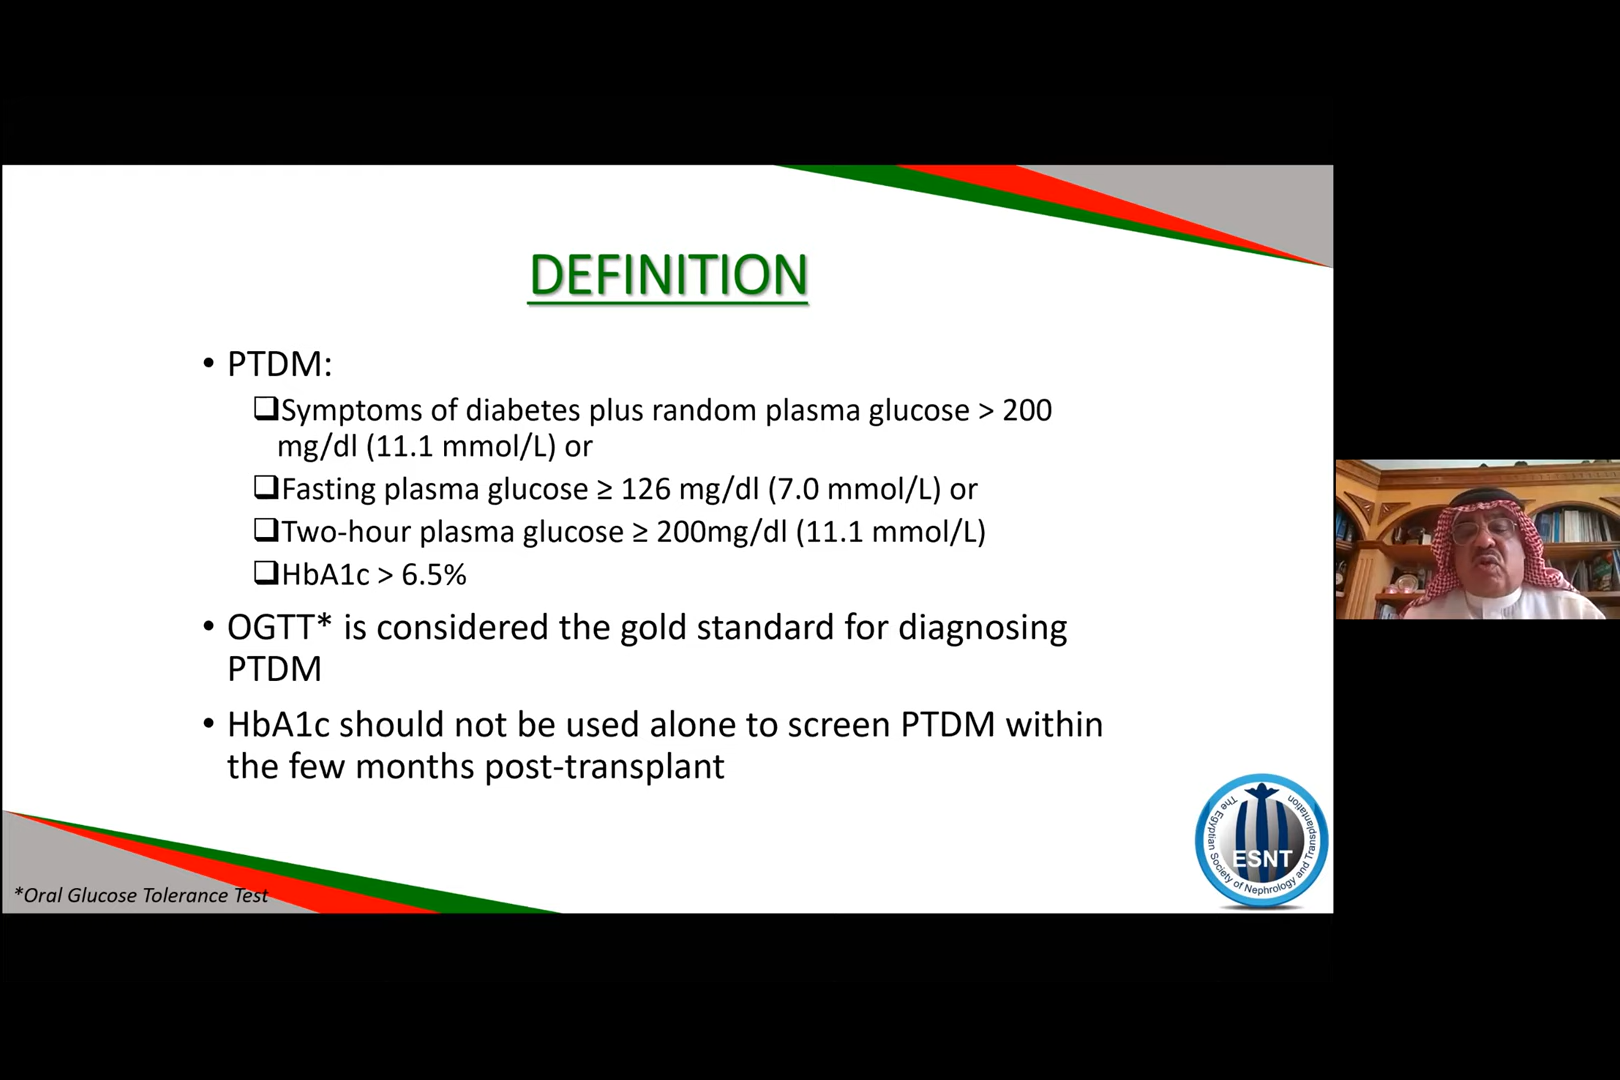 DEFINITION
• PTDM:
❑Symptoms of diabetes plus random plasma glucose > 200
mg/dl (11.1 mmol/L) or
❑Fasting plasma glucose ≥ 126 mg/dl (7.0 mmol/L) or
❑Two-hour plasma glucose ≥ 200mg/dl (11.1 mmol/L)
❑HbA1c > 6.5%
• OGTT* is considered the gold standard for diagnosing
PTDM
• HbA1c should not be used alone to screen PTDM within
the few months post-transplant
The Egyptian Society of Nephrology and Transplantation
ESNT
*Oral Glucose Tolerance Test